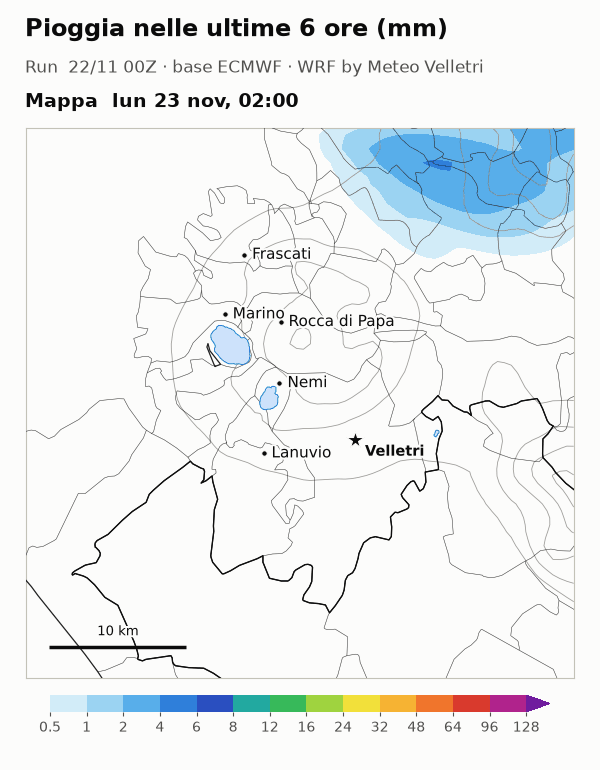 Pioggia nelle ultime 6 ore (mm)
Run  22/11 00Z · base ECMWF · WRF by Meteo Velletri
Mappa  lun 23 nov, 02:00
Frascati
Marino
Rocca di Papa
Nemi
Velletri
Lanuvio
10 km
0.5 1 2 4 6 8 12 16 24 32 48 64 96 128